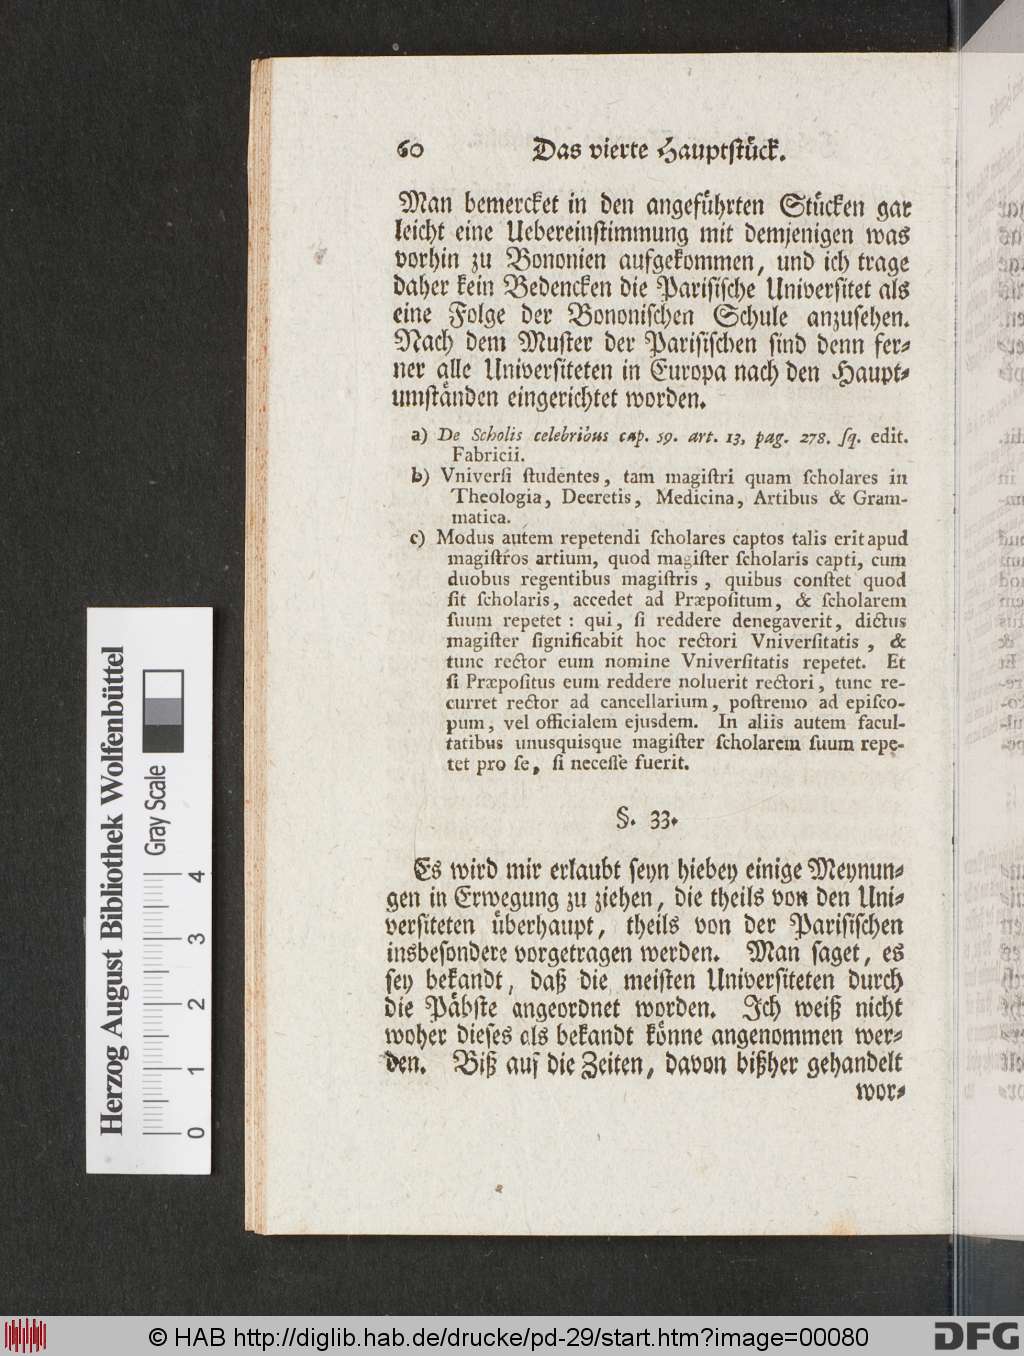 60 Das vierte Hauptstück.
Man bemercket in den angeführten Stücken gar
leicht eine Uebereinstimmung mit demjenigen was
vorhin zu Bononien aufgekommen, und ich trage
daher kein Bedencken die Parisische Universitet als
eine Folge der Bononischen Schule anzusehen.
Nach dem Muster der Parisischen sind denn fer-
ner alle Universiteten in Europa nach den Haupt-
umständen eingerichtet worden.
a) De Scholis celebribus cap. 59. art. 13, pag. 278. ſq. edit.
Fabricii.
b) Vniverſi ſtudentes, tam magiſtri quam ſcholares in
Theologia, Decretis, Medicina, Artibus & Gram-
matica.
c) Modus autem repetendi ſcholares captos talis erit apud
magiſtros artium, quod magiſter ſcholaris capti, cum
duobus regentibus magiſtris, quibus conſtet quod
ſit ſcholaris, accedet ad Præpoſitum, & ſcholarem
ſuum repetet: qui, ſi reddere denegaverit, dictus
magiſter ſignificabit hoc rectori Vniverſitatis, &
tunc rector eum nomine Vniverſitatis repetet. Et
ſi Præpoſitus eum reddere noluerit rectori, tunc re-
curret rector ad cancellarium, poſtremo ad epiſco-
pum, vel officialem ejusdem. In aliis autem facul-
tatibus unusquisque magiſter ſcholarem ſuum repe-
tet pro ſe, ſi neceſſe fuerit.
§. 33.
Es wird mir erlaubt seyn hiebey einige Meynun-
gen in Erwegung zu ziehen, die theils von den Uni-
versiteten überhaupt, theils von der Parisischen
insbesondere vorgetragen werden. Man saget, es
sey bekandt, daß die meisten Universiteten durch
die Päbste angeordnet worden. Ich weiß nicht
woher dieses als bekandt könne angenommen wer-
den. Biß auf die Zeiten, davon bißher gehandelt
wor-
Herzog August Bibliothek Wolfenbüttel
Gray Scale
0 1 2 3 4
© HAB http://diglib.hab.de/drucke/pd-29/start.htm?image=00080
DFG